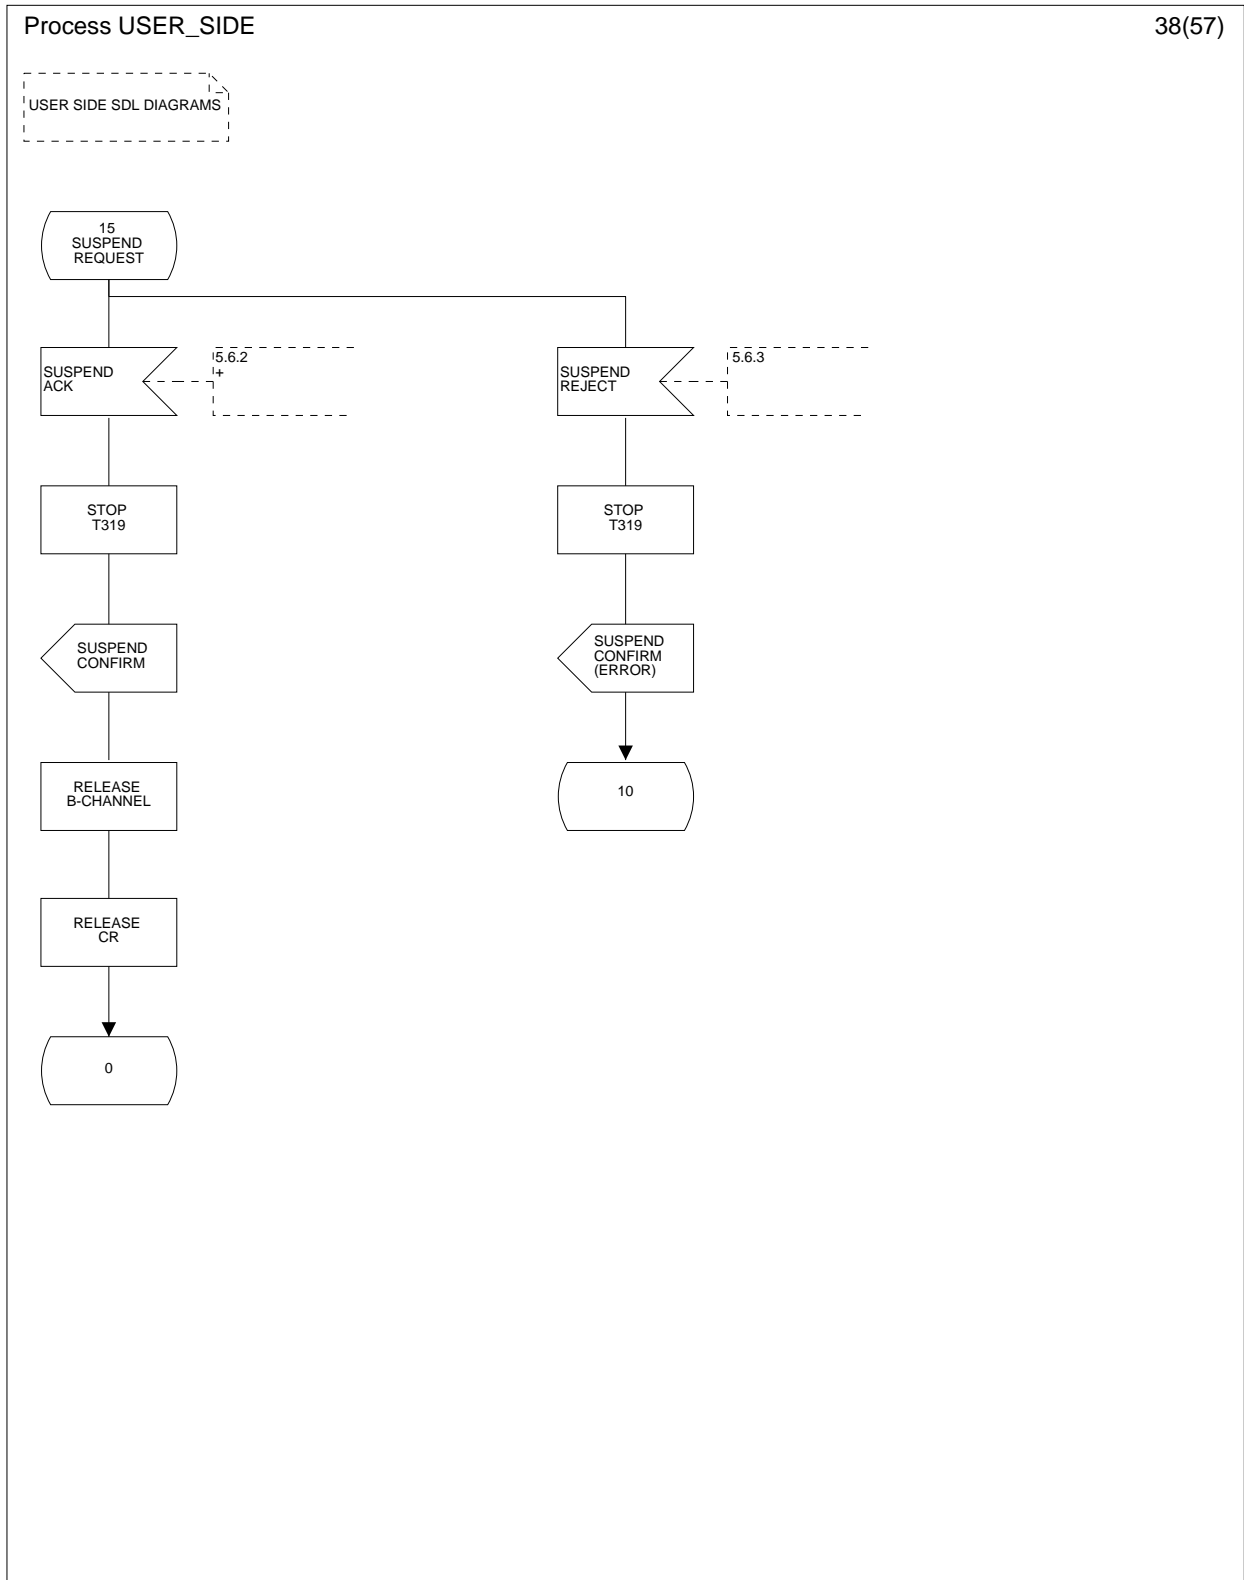 Process USER_SIDE
38(57)
USER SIDE SDL DIAGRAMS
15
SUSPEND
REQUEST
SUSPEND
ACK
5.6.2
+
SUSPEND
REJECT
5.6.3
STOP
T319
STOP
T319
SUSPEND
CONFIRM
SUSPEND
CONFIRM
(ERROR)
RELEASE
B-CHANNEL
10
RELEASE
CR
0